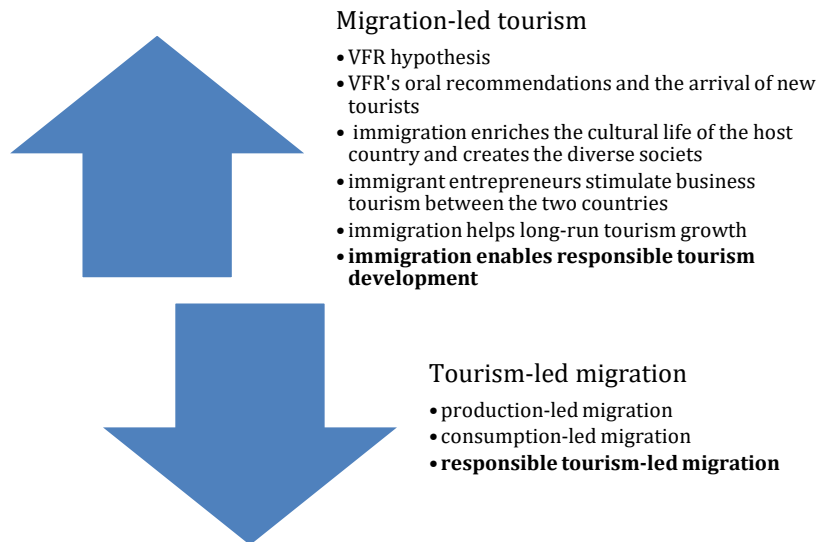 Migration-led tourism
• VFR hypothesis
• VFR's oral recommendations and the arrival of new
tourists
• immigration enriches the cultural life of the host
country and creates the diverse societs
• immigrant entrepreneurs stimulate business
tourism between the two countries
• immigration helps long-run tourism growth
• immigration enables responsible tourism
development
Tourism-led migration
• production-led migration
• consumption-led migration
• responsible tourism-led migration